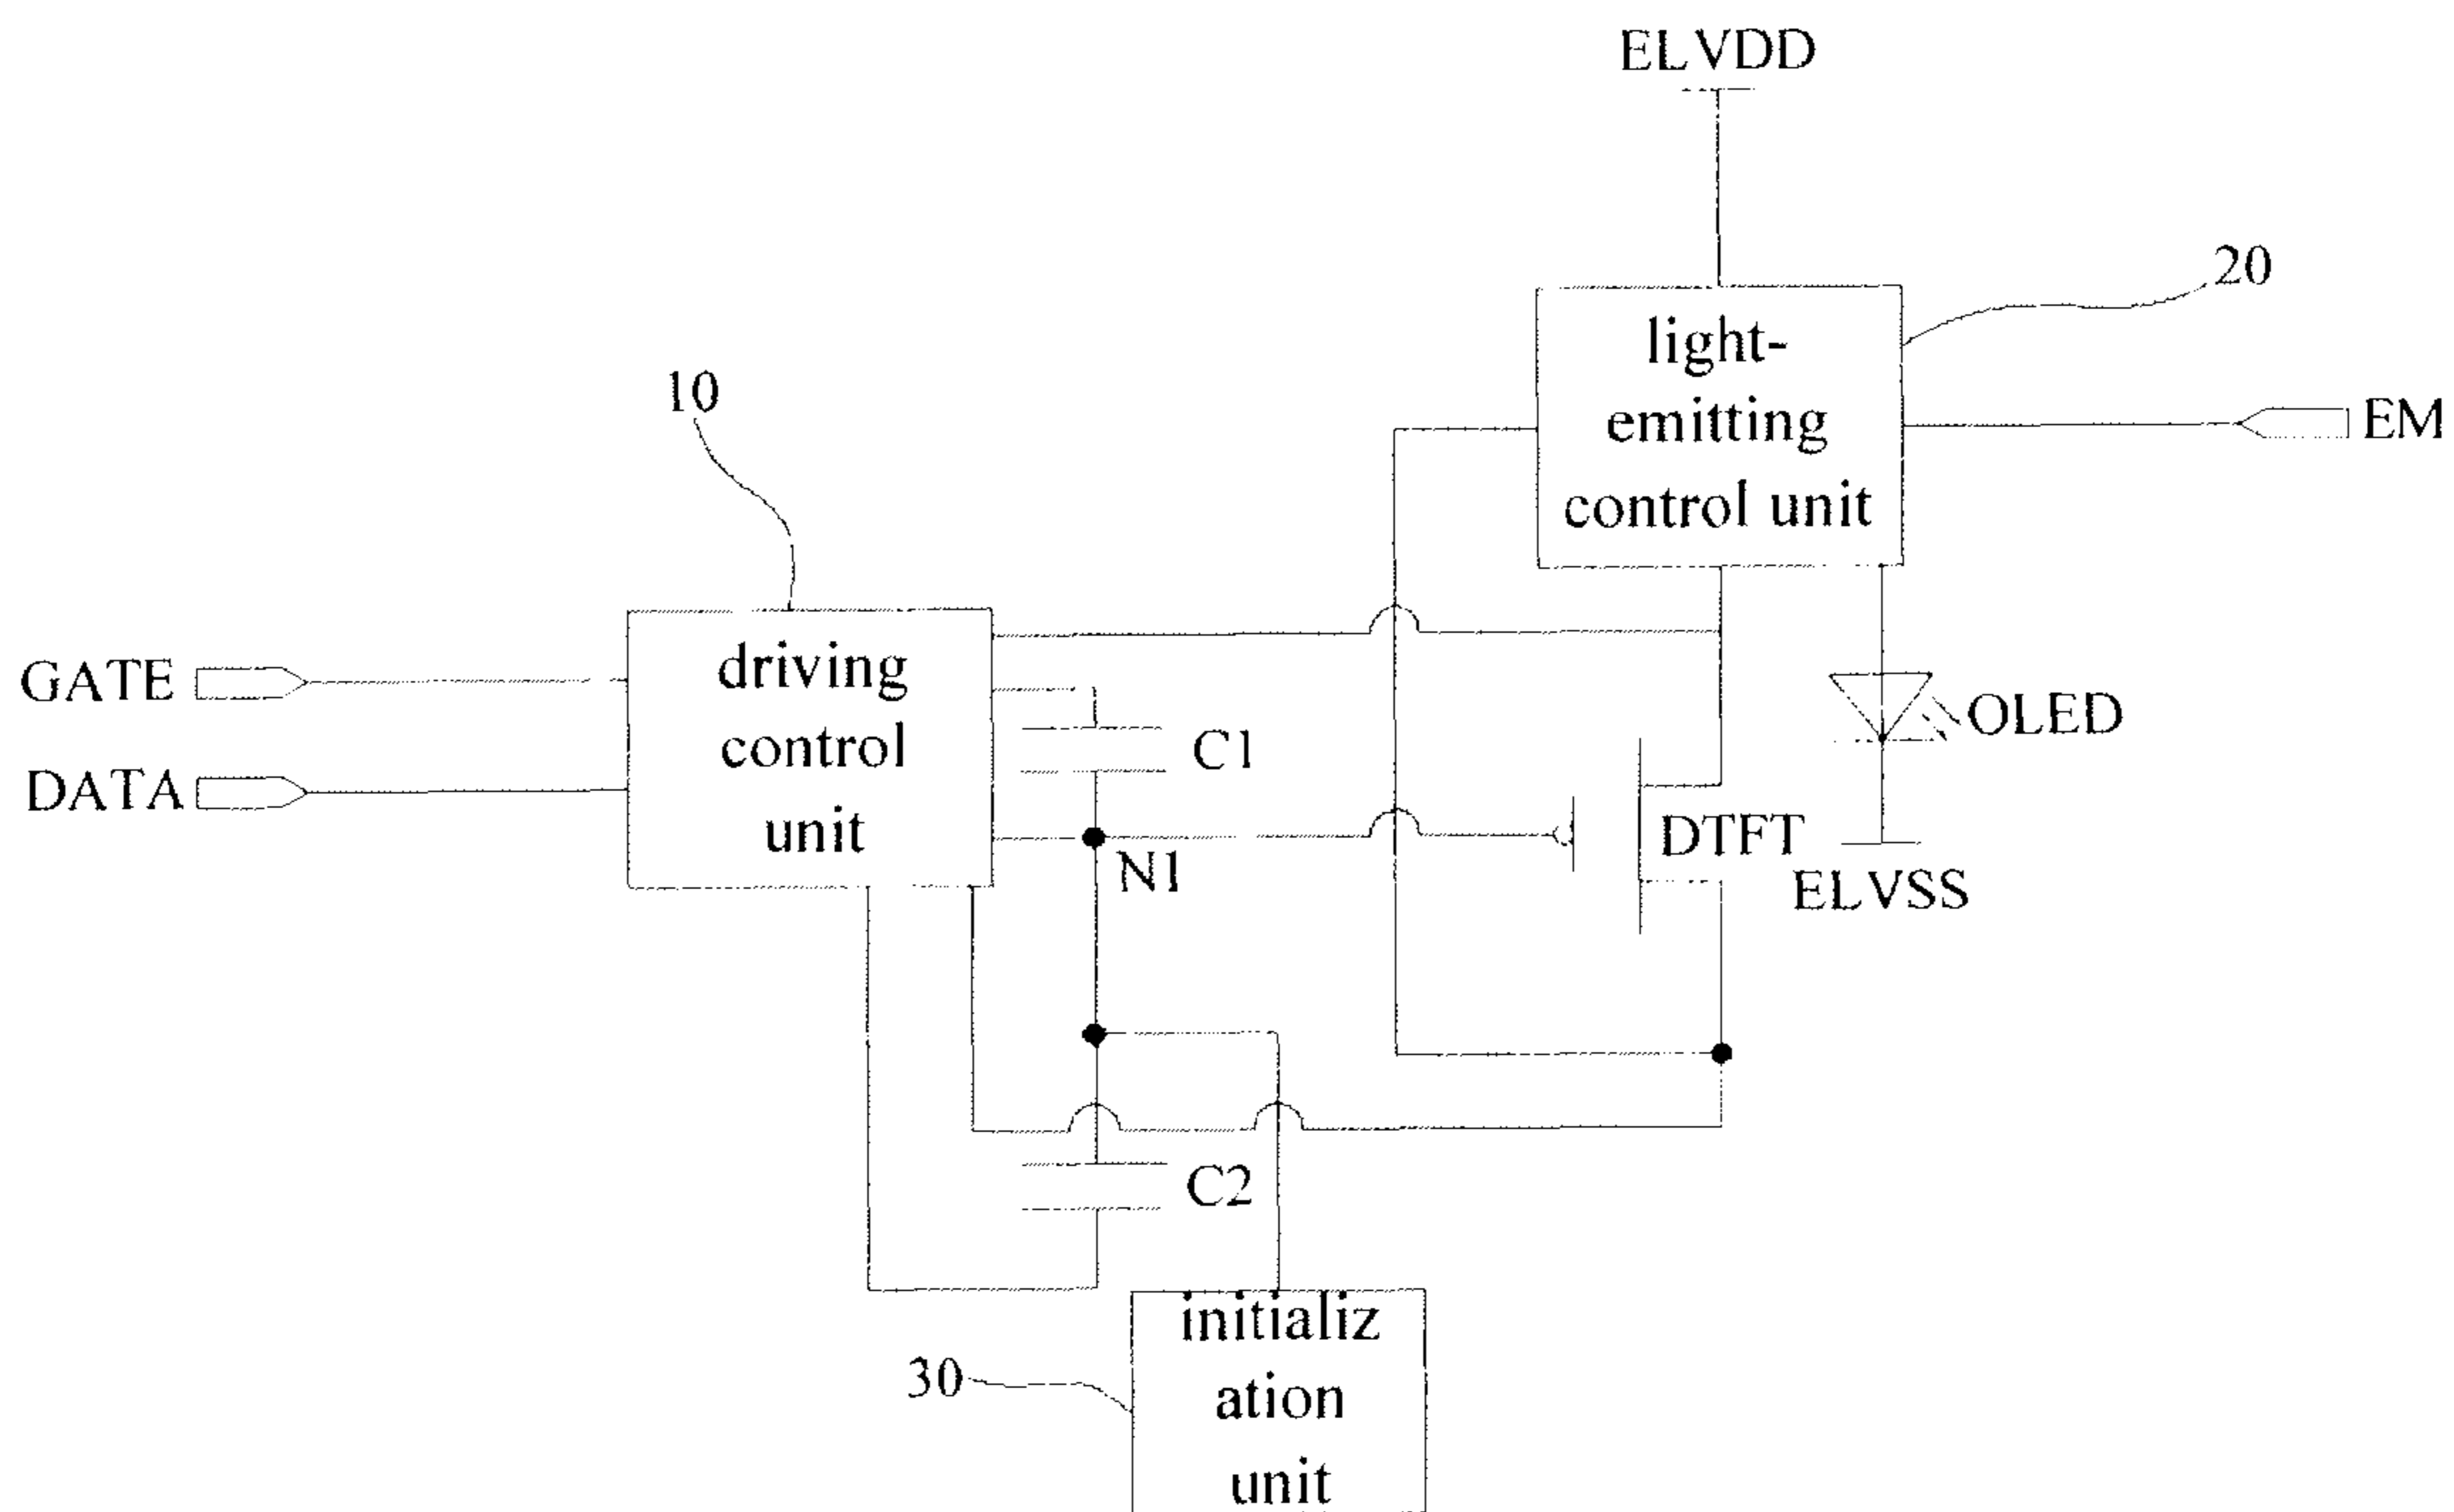 ELVDD
20
light-
emitting
control unit
EM
10
driving
control
unit
GATE
DATA
C1
N1
DTFT
OLED
ELVSS
C2
30
initializ
ation
unit